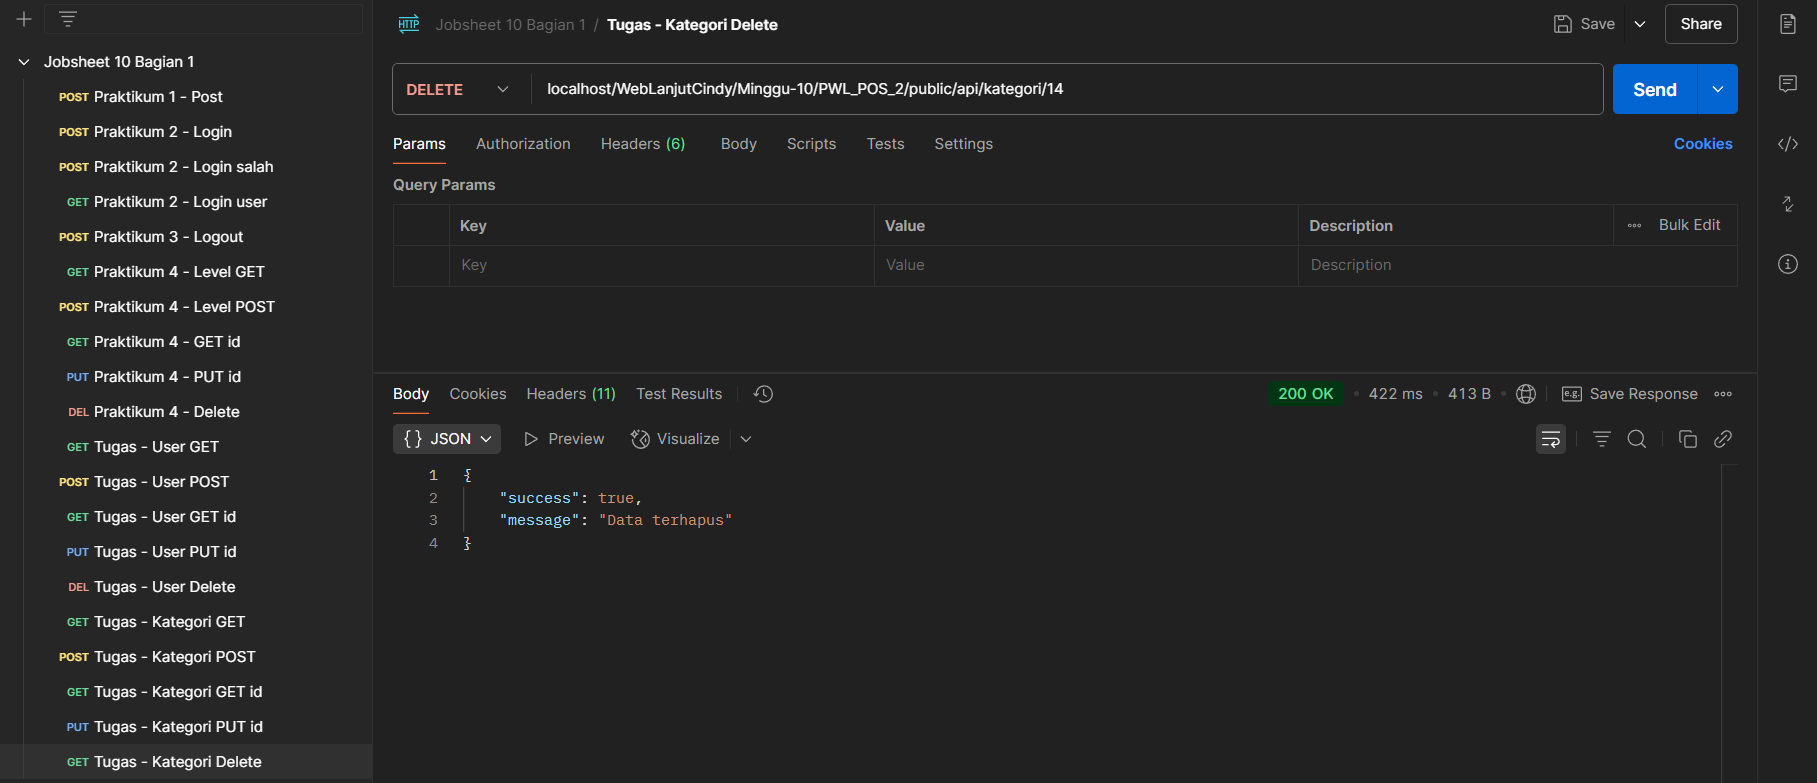 Jobsheet 10 Bagian 1
POST Praktikum 1 - Post
POST Praktikum 2 - Login
POST Praktikum 2 - Login salah
GET Praktikum 2 - Login user
POST Praktikum 3 - Logout
GET Praktikum 4 - Level GET
POST Praktikum 4 - Level POST
GET Praktikum 4 - GET id
PUT Praktikum 4 - PUT id
DEL Praktikum 4 - Delete
GET Tugas - User GET
POST Tugas - User POST
GET Tugas - User GET id
PUT Tugas - User PUT id
DEL Tugas - User Delete
GET Tugas - Kategori GET
POST Tugas - Kategori POST
GET Tugas - Kategori GET id
PUT Tugas - Kategori PUT id
GET Tugas - Kategori Delete
HTTP Jobsheet 10 Bagian 1 / Tugas - Kategori Delete Save Share
DELETE localhost/WebLanjutCindy/Minggu-10/PWL_POS_2/public/api/kategori/14 Send
Params Authorization Headers (6) Body Scripts Tests Settings Cookies
Query Params
Key Value Description Bulk Edit
Key Value Description
Body Cookies Headers (11) Test Results 200 OK • 422 ms • 413 B • e.g. Save Response
{} JSON Preview Visualize
1 {
2 "success": true,
3 "message": "Data terhapus"
4 }